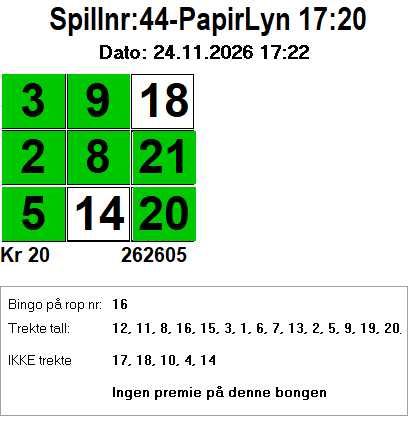 Spillnr:44-PapirLyn 17:20
Dato: 24.11.2026 17:22
3 9 18
2 8 21
5 14 20
Kr 20 262605
Bingo på rop nr: 16
Trekte tall: 12, 11, 8, 16, 15, 3, 1, 6, 7, 13, 2, 5, 9, 19, 20,
IKKE trekte 17, 18, 10, 4, 14
Ingen premie på denne bongen